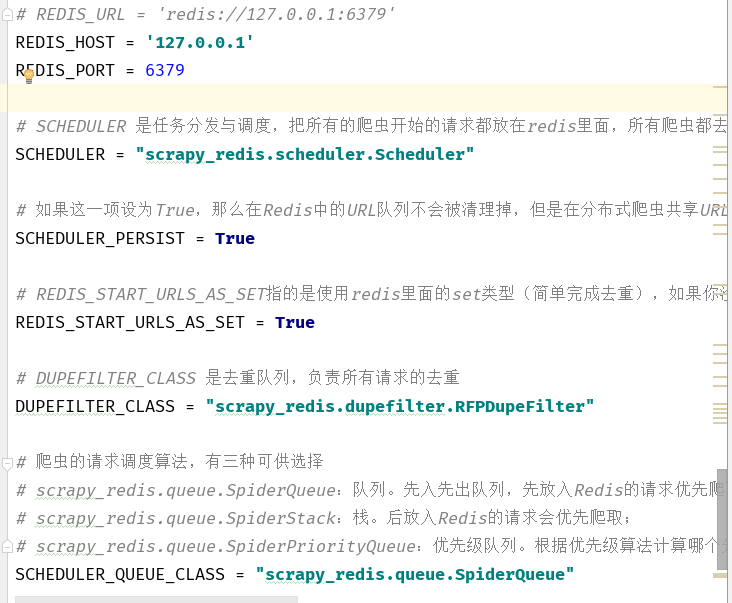 # REDIS_URL = 'redis://127.0.0.1:6379'
REDIS_HOST = '127.0.0.1'
REDIS_PORT = 6379
# SCHEDULER 是任务分发与调度，把所有的爬虫开始的请求都放在redis里面，所有爬虫都去
SCHEDULER = "scrapy_redis.scheduler.Scheduler"
# 如果这一项设为True，那么在Redis中的URL队列不会被清理掉，但是在分布式爬虫共享URL
SCHEDULER_PERSIST = True
# REDIS_START_URLS_AS_SET指的是使用redis里面的set类型（简单完成去重），如果你
REDIS_START_URLS_AS_SET = True
# DUPEFILTER_CLASS 是去重队列，负责所有请求的去重
DUPEFILTER_CLASS = "scrapy_redis.dupefilter.RFPDupeFilter"
# 爬虫的请求调度算法，有三种可供选择
# scrapy_redis.queue.SpiderQueue：队列。先入先出队列，先放入Redis的请求优先爬
# scrapy_redis.queue.SpiderStack：栈。后放入Redis的请求会优先爬取；
# scrapy_redis.queue.SpiderPriorityQueue：优先级队列。根据优先级算法计算哪个
SCHEDULER_QUEUE_CLASS = "scrapy_redis.queue.SpiderQueue"